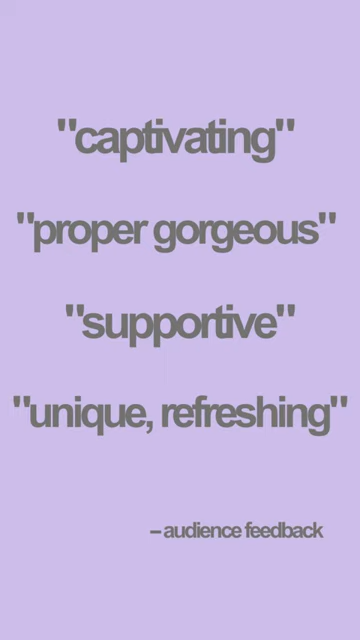 "captivating"
"proper gorgeous"
"supportive"
"unique, refreshing"
– audience feedback